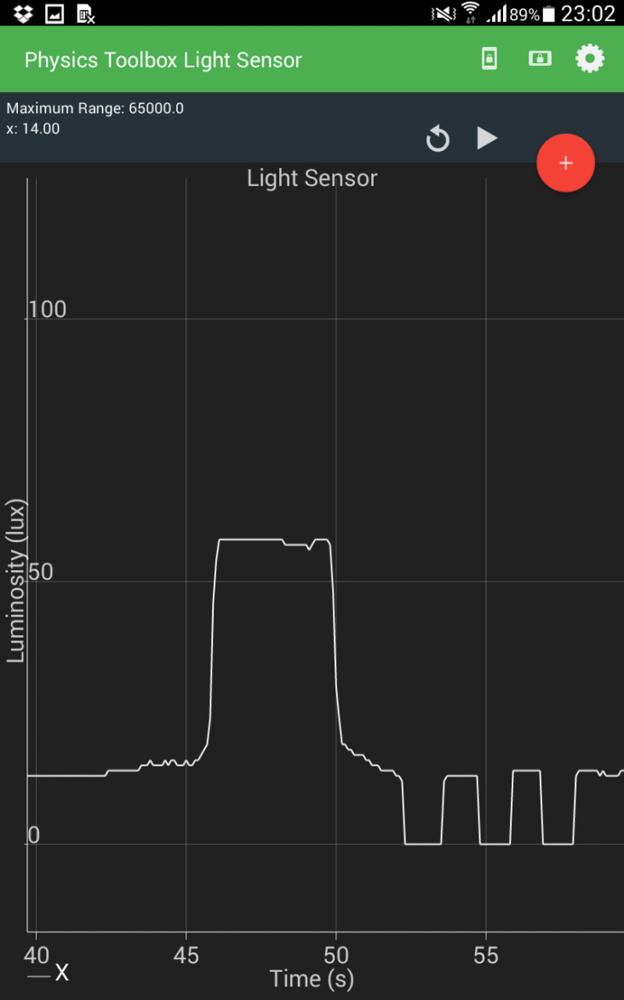 89% 23:02
Physics Toolbox Light Sensor
Maximum Range: 65000.0
x: 14.00
+
Light Sensor
100
50
0
Luminosity (lux)
40 45 50 55
X
Time (s)